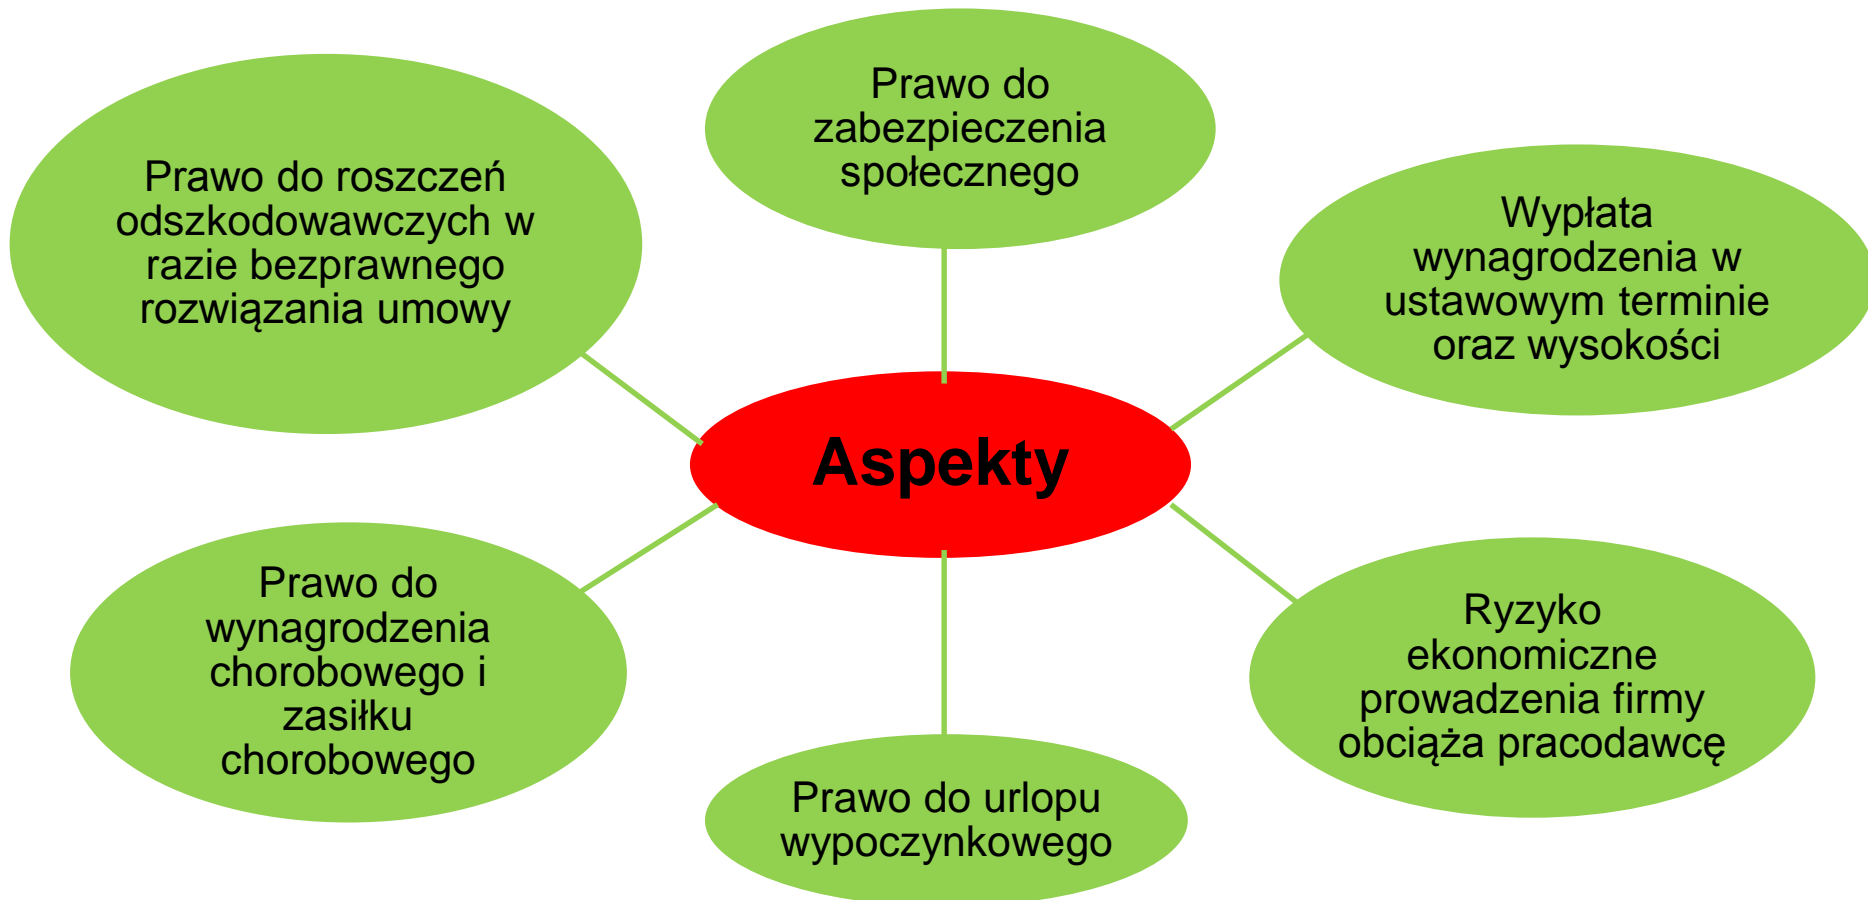 Prawo do
zabezpieczenia
społecznego
Prawo do roszczeń
odszkodowawczych w
razie bezprawnego
rozwiązania umowy
Wypłata
wynagrodzenia w
ustawowym terminie
oraz wysokości
Aspekty
Prawo do
wynagrodzenia
chorobowego i
zasiłku
chorobowego
Ryzyko
ekonomiczne
prowadzenia firmy
obciąża pracodawcę
Prawo do urlopu
wypoczynkowego